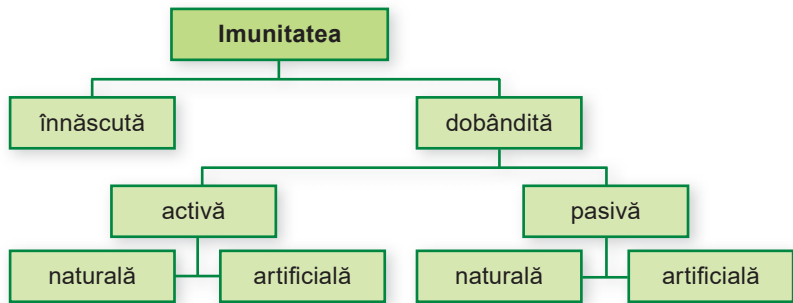 Imunitatea
înnăscută
dobândită
activă
pasivă
naturală
artificială
naturală
artificială